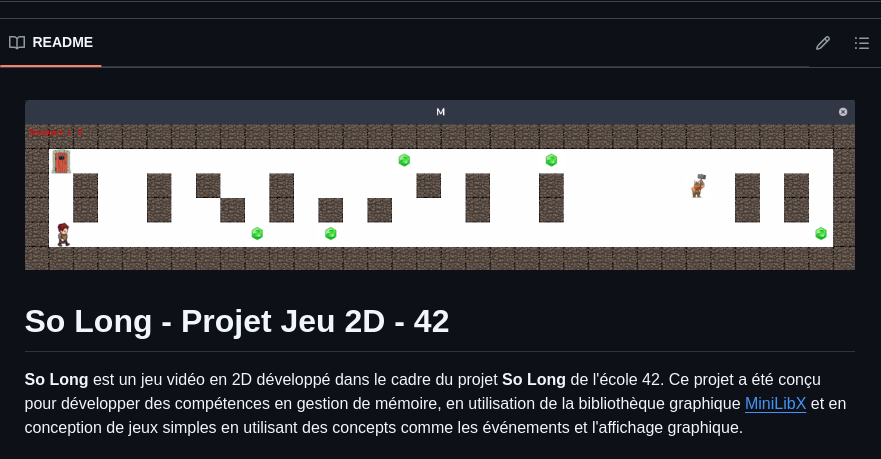 README
M
So Long - Projet Jeu 2D - 42
So Long est un jeu vidéo en 2D développé dans le cadre du projet So Long de l'école 42. Ce projet a été conçu
pour développer des compétences en gestion de mémoire, en utilisation de la bibliothèque graphique MiniLibX et en
conception de jeux simples en utilisant des concepts comme les événements et l'affichage graphique.